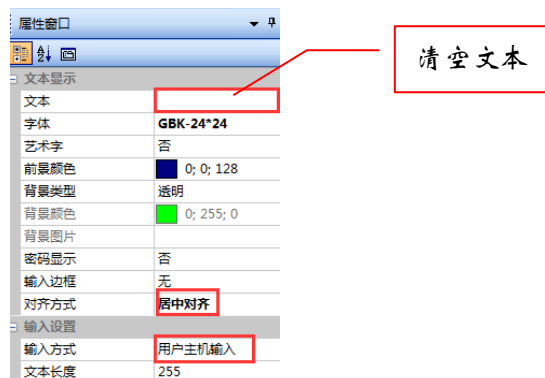 属性窗口
清空文本
文本显示
文本
字体 GBK-24*24
艺术字 否
前景颜色 0; 0; 128
背景类型 透明
背景颜色 0; 255; 0
背景图片
密码显示 否
输入边框 无
对齐方式 居中对齐
输入设置
输入方式 用户主机输入
文本长度 255